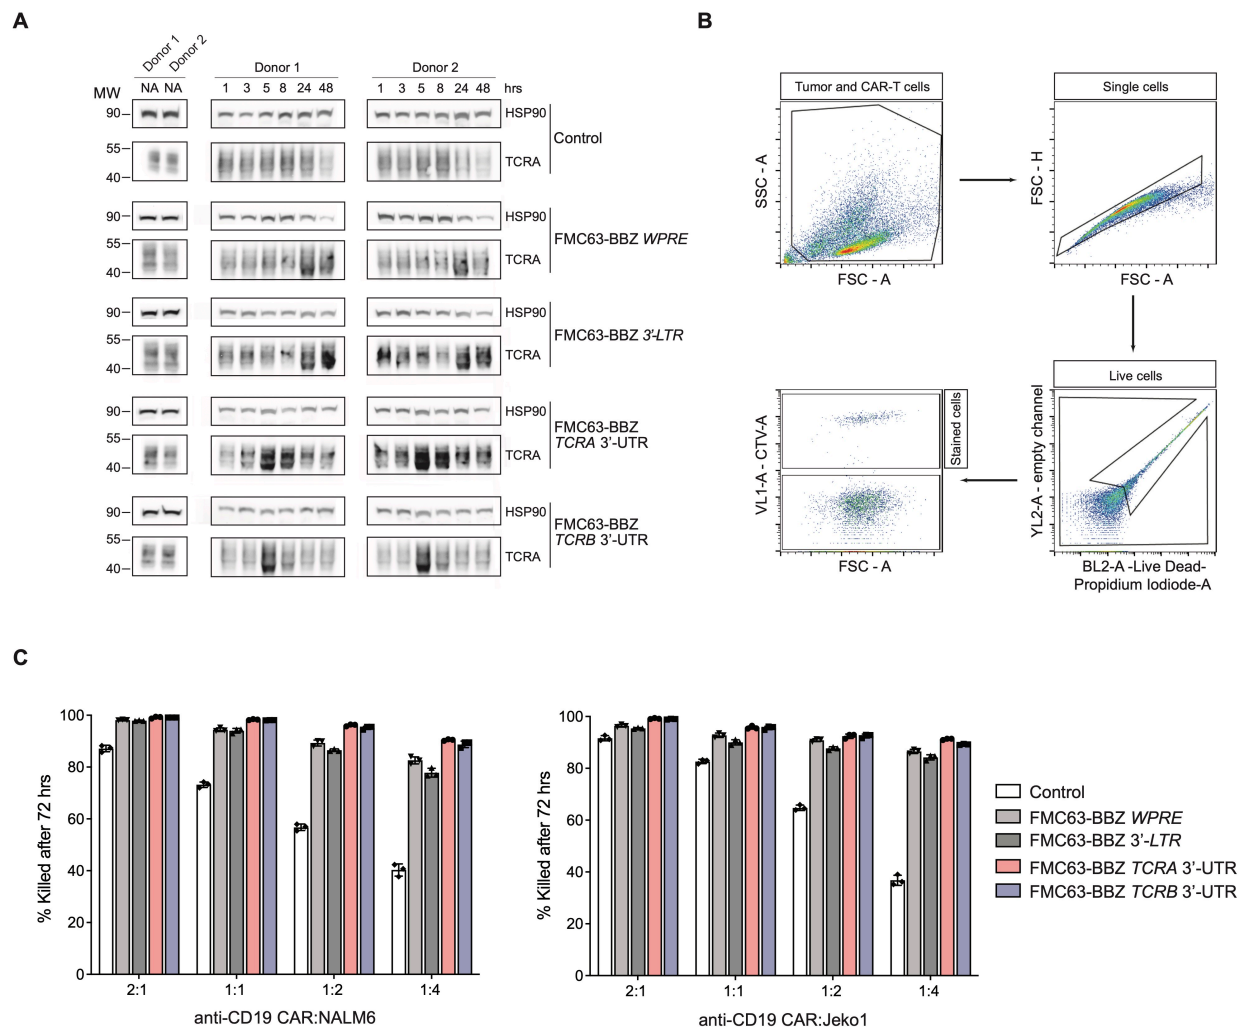 A
Donor 1
Donor 2
Donor 1
Donor 2
MW
NA NA
1 3 5 8 24 48
1 3 5 8 24 48 hrs
90
HSP90
55
40
TCRA
Control
90
HSP90
55
40
TCRA
FMC63-BBZ WPRE
90
HSP90
55
40
TCRA
FMC63-BBZ 3'-LTR
90
HSP90
55
40
TCRA
FMC63-BBZ
TCRA 3'-UTR
90
HSP90
55
40
TCRA
FMC63-BBZ
TCRB 3'-UTR
B
Tumor and CAR-T cells
SSC - A
FSC - A
Single cells
FSC - H
FSC - A
Live cells
YL2-A - empty channel
BL2-A -Live Dead-
Propidium Iodiode-A
Stained cells
VL1-A - CTV-A
FSC - A
C
% Killed after 72 hrs
100
80
60
40
20
0
2:1 1:1 1:2 1:4
anti-CD19 CAR:NALM6
% Killed after 72 hrs
100
80
60
40
20
0
2:1 1:1 1:2 1:4
anti-CD19 CAR:Jeko1
Control
FMC63-BBZ WPRE
FMC63-BBZ 3'-LTR
FMC63-BBZ TCRA 3'-UTR
FMC63-BBZ TCRB 3'-UTR